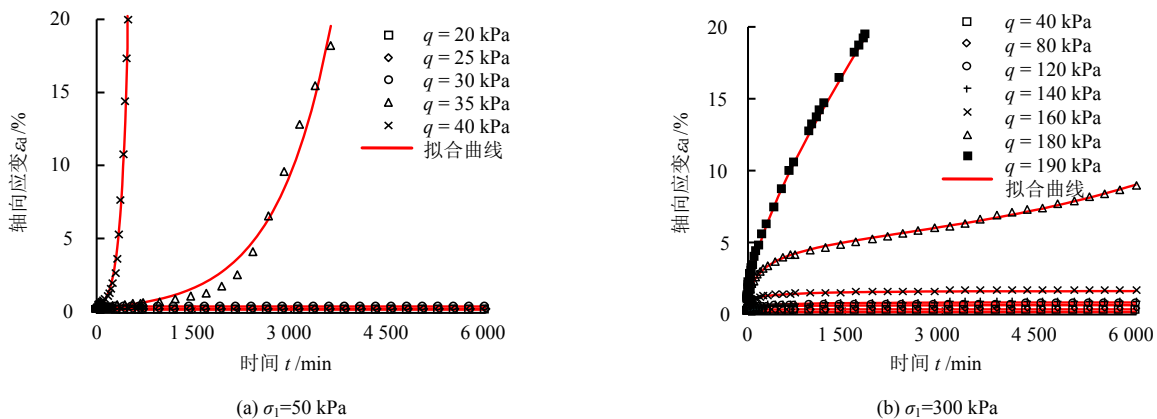 20
15
10
5
0
轴向应变εd/%
0
1 500
3 000
4 500
6 000
时间 t /min
q = 20 kPa
q = 25 kPa
q = 30 kPa
q = 35 kPa
q = 40 kPa
拟合曲线
(a) σ1=50 kPa
20
15
10
5
0
轴向应变εd/%
0
1 500
3 000
4 500
6 000
时间 t /min
q = 40 kPa
q = 80 kPa
q = 120 kPa
q = 140 kPa
q = 160 kPa
q = 180 kPa
q = 190 kPa
拟合曲线
(b) σ1=300 kPa